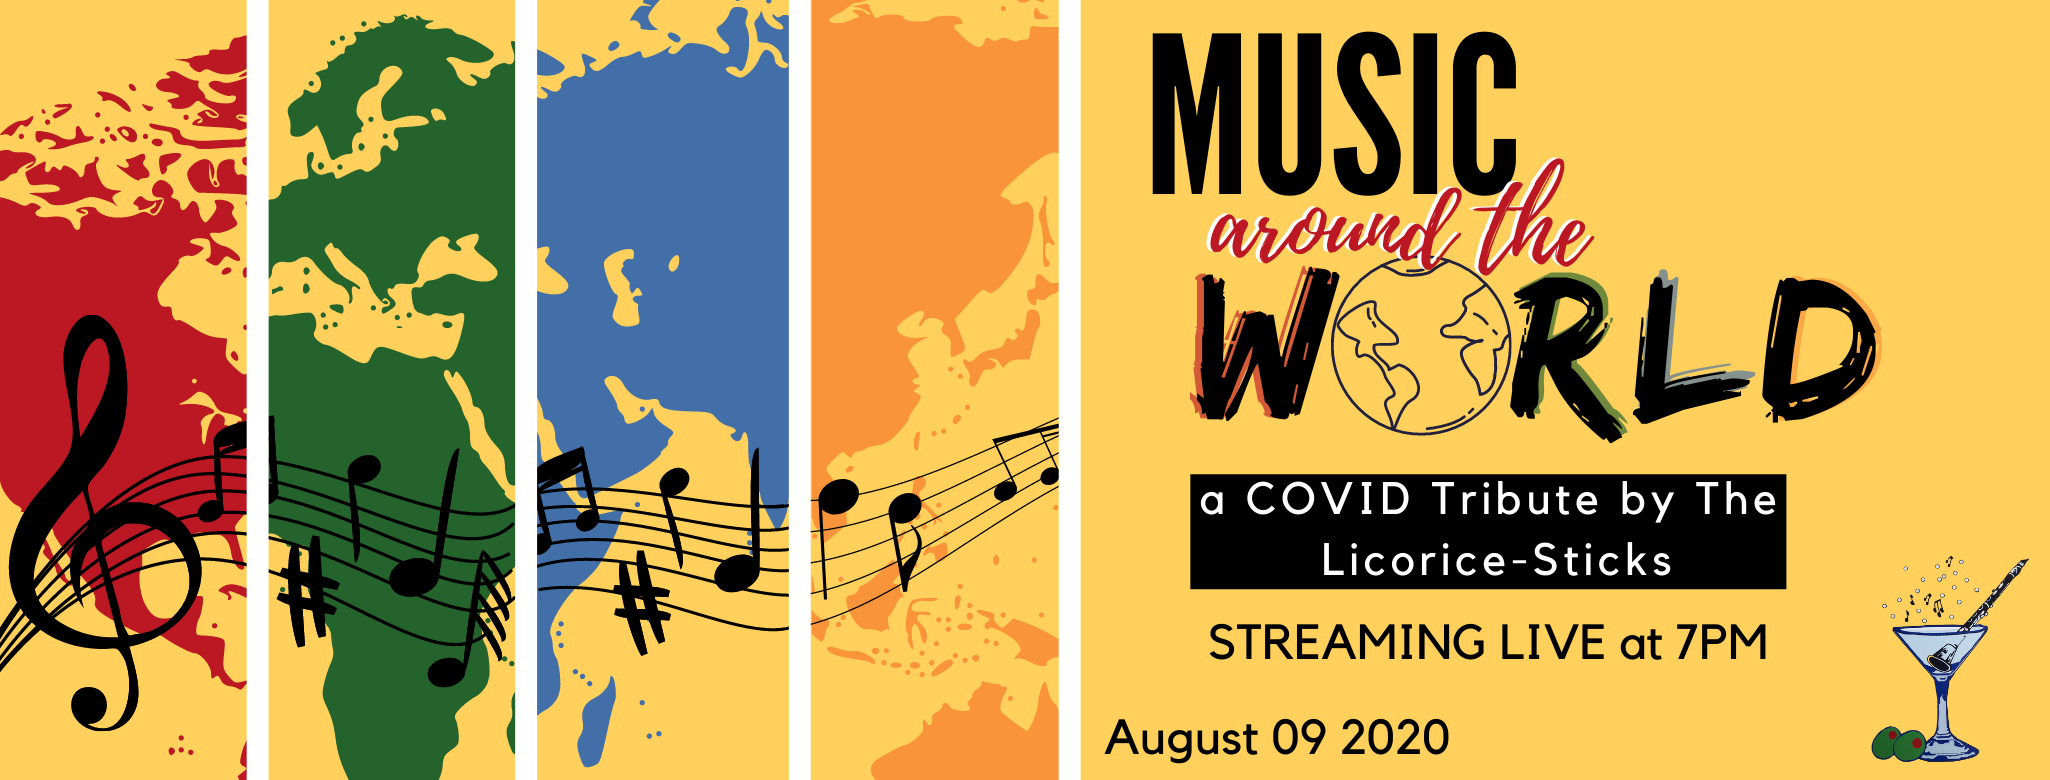 MUSIC
around the
WORLD
a COVID Tribute by The
Licorice-Sticks
STREAMING LIVE at 7PM
August 09 2020